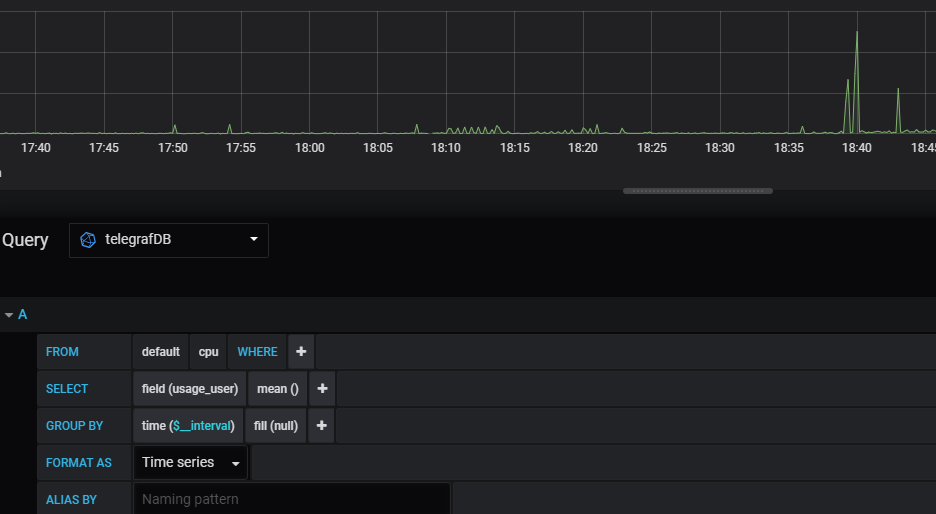 17:40 17:45 17:50 17:55 18:00 18:05 18:10 18:15 18:20 18:25 18:30 18:35 18:40 18:45
Query telegrafDB
A
FROM default cpu WHERE +
SELECT field (usage_user) mean () +
GROUP BY time ($__interval) fill (null) +
FORMAT AS Time series
ALIAS BY Naming pattern